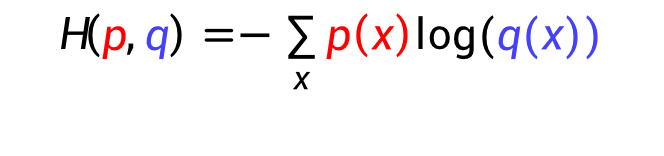 H(p, q) = − ∑ p(x) log(q(x))
x